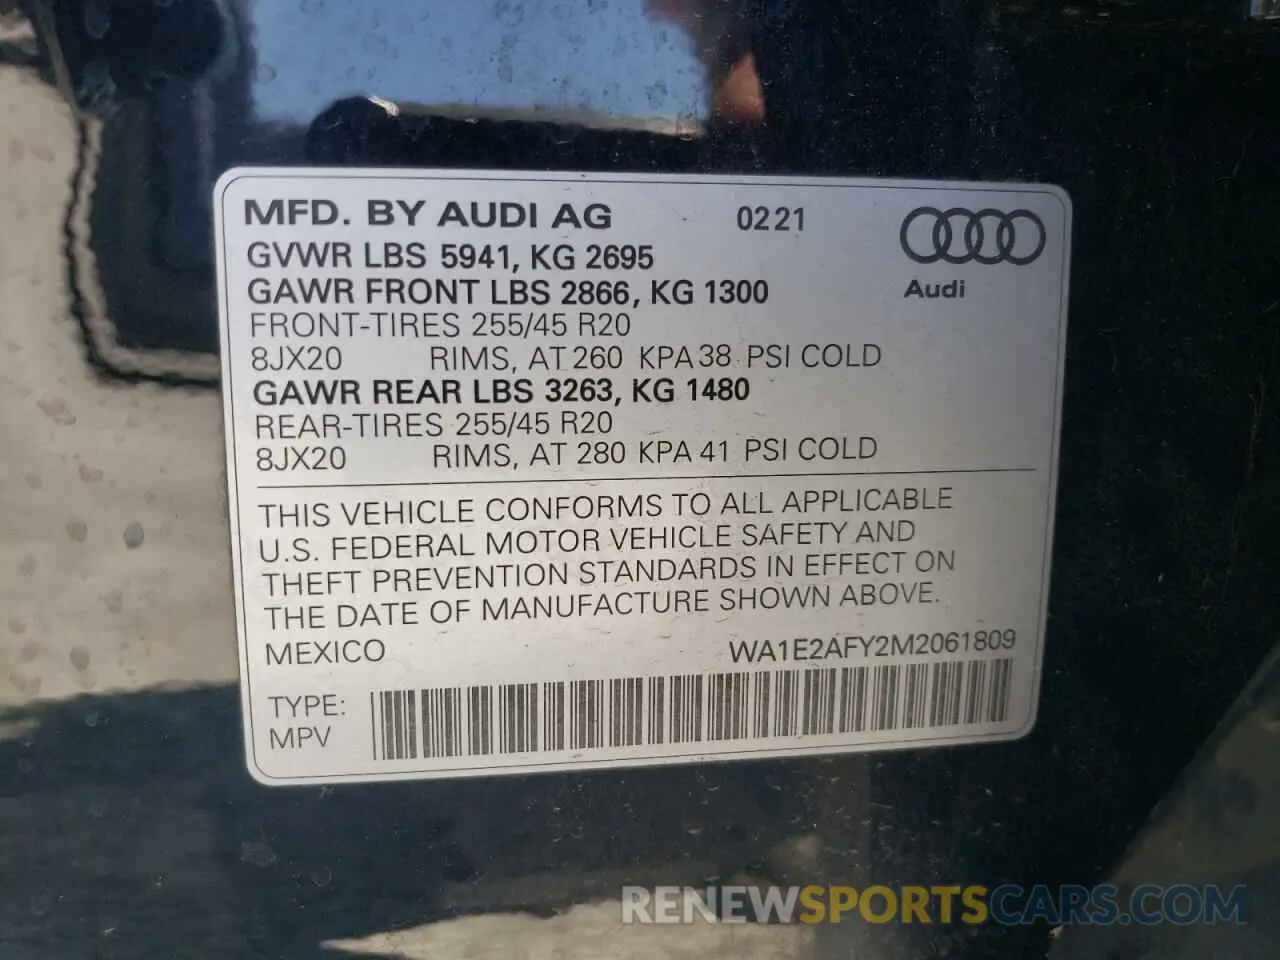 MFD. BY AUDI AG 0221
GVWR LBS 5941, KG 2695
GAWR FRONT LBS 2866, KG 1300
Audi
FRONT-TIRES 255/45 R20
8JX20 RIMS, AT 260 KPA 38 PSI COLD
GAWR REAR LBS 3263, KG 1480
REAR-TIRES 255/45 R20
8JX20 RIMS, AT 280 KPA 41 PSI COLD
THIS VEHICLE CONFORMS TO ALL APPLICABLE
U.S. FEDERAL MOTOR VEHICLE SAFETY AND
THEFT PREVENTION STANDARDS IN EFFECT ON
THE DATE OF MANUFACTURE SHOWN ABOVE.
MEXICO WA1E2AFY2M2061809
TYPE:
MPV
RENEWSPORTSCARS.COM